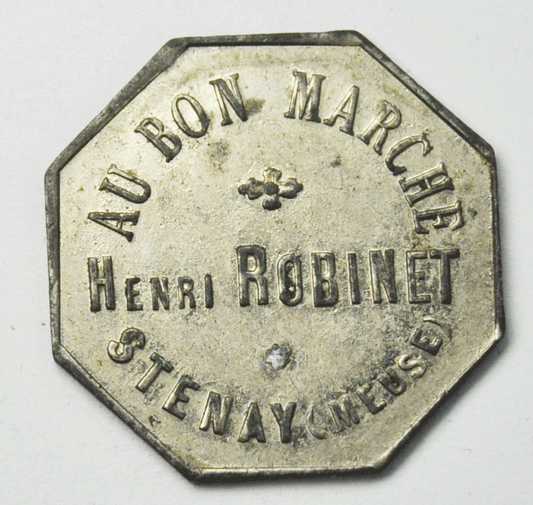 AU BON MARCHE
HENRI ROBINET
STENAY (MEUSE)